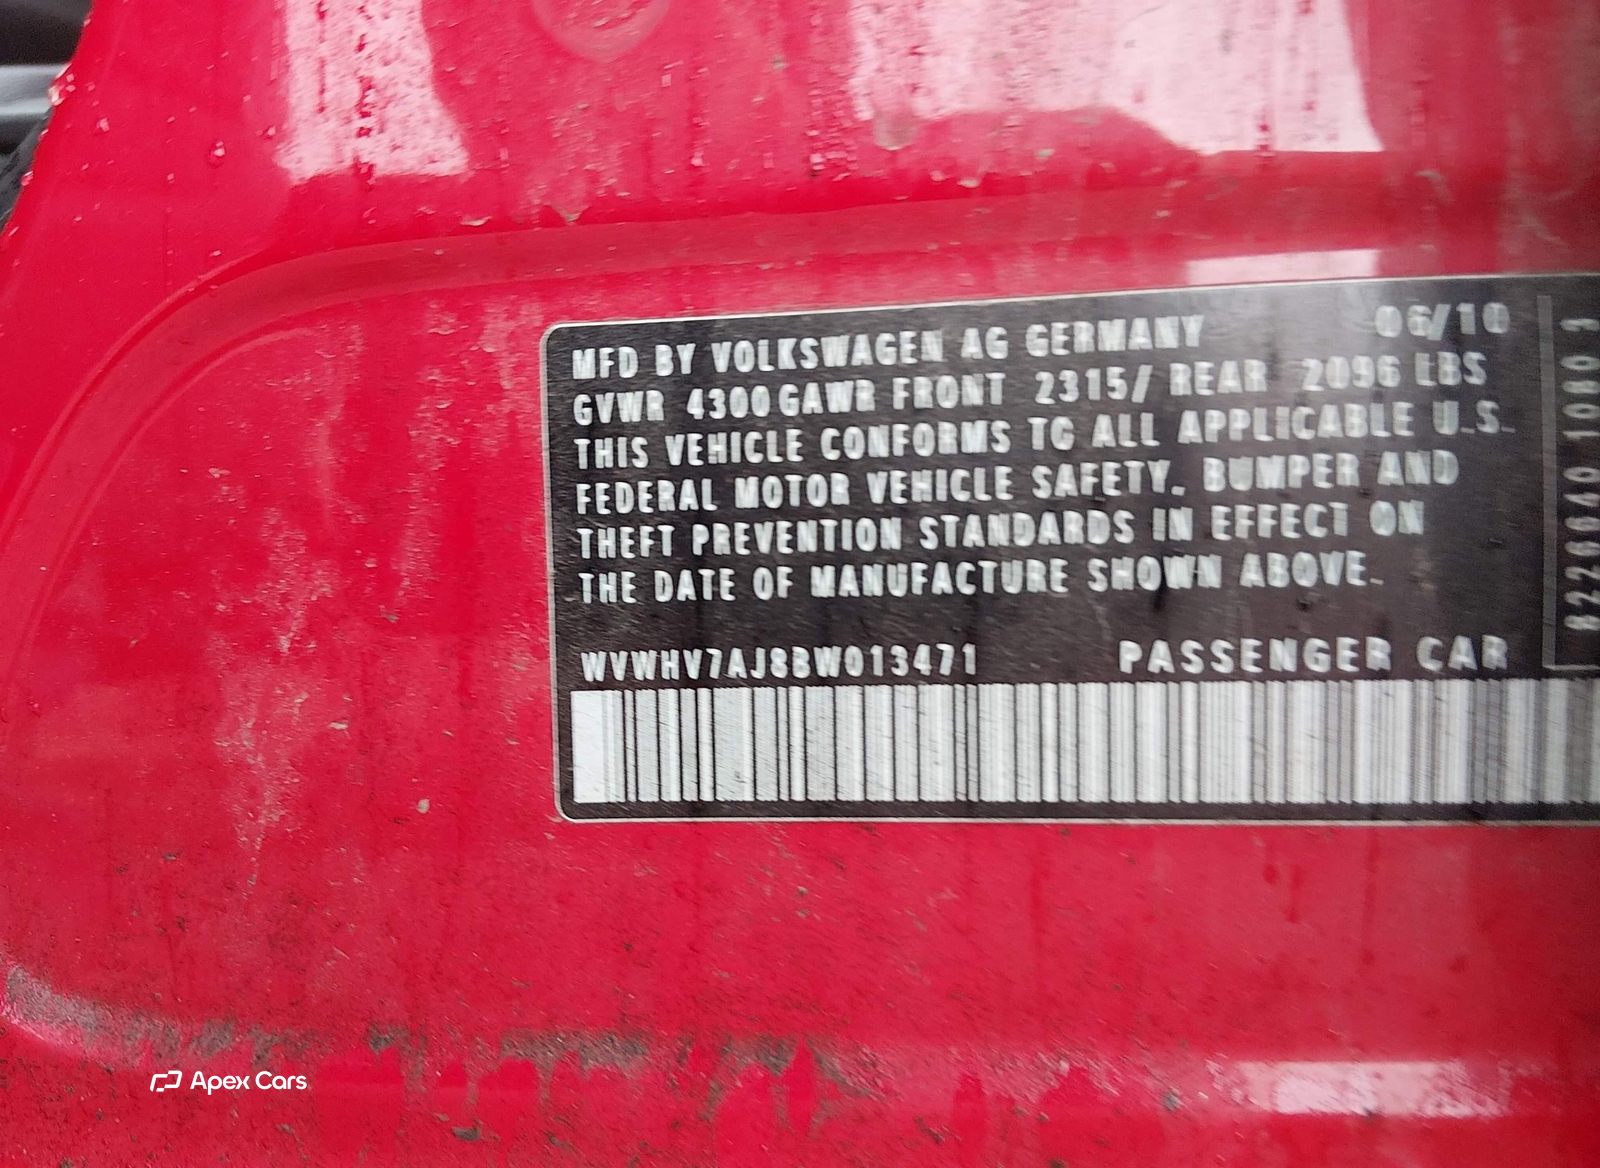 MFD BY VOLKSWAGEN AG GERMANY 06/10
GVWR 4300 GAWR FRONT 2315/ REAR 2096 LBS
THIS VEHICLE CONFORMS TO ALL APPLICABLE U.S.
FEDERAL MOTOR VEHICLE SAFETY, BUMPER AND
THEFT PREVENTION STANDARDS IN EFFECT ON
THE DATE OF MANUFACTURE SHOWN ABOVE.
WVWHV7AJ8BW013471 PASSENGER CAR
Apex Cars